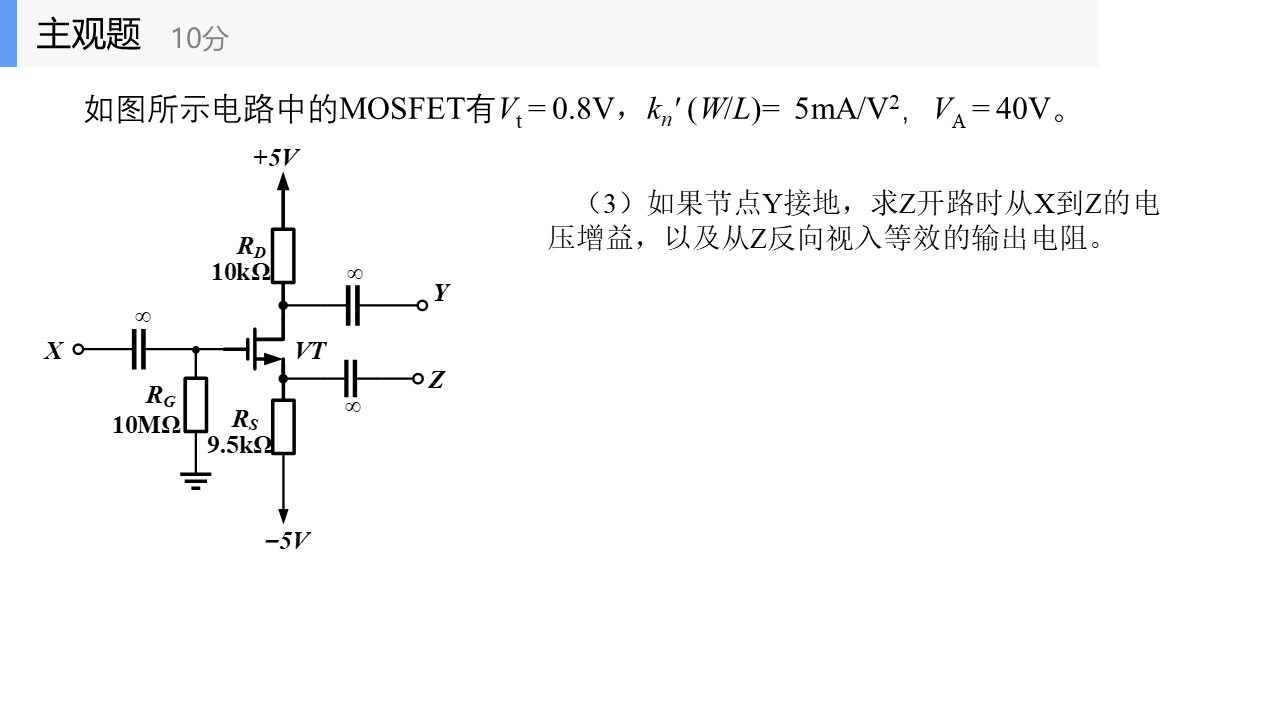 主观题 10分
如图所示电路中的MOSFET有Vt = 0.8V，kn′(W/L)= 5mA/V²，VA = 40V。
+5V
（3）如果节点Y接地，求Z开路时从X到Z的电
压增益，以及从Z反向视入等效的输出电阻。
RD
10kΩ
∞
Y
∞
X
VT
Z
RG
10MΩ
∞
RS
9.5kΩ
−5V